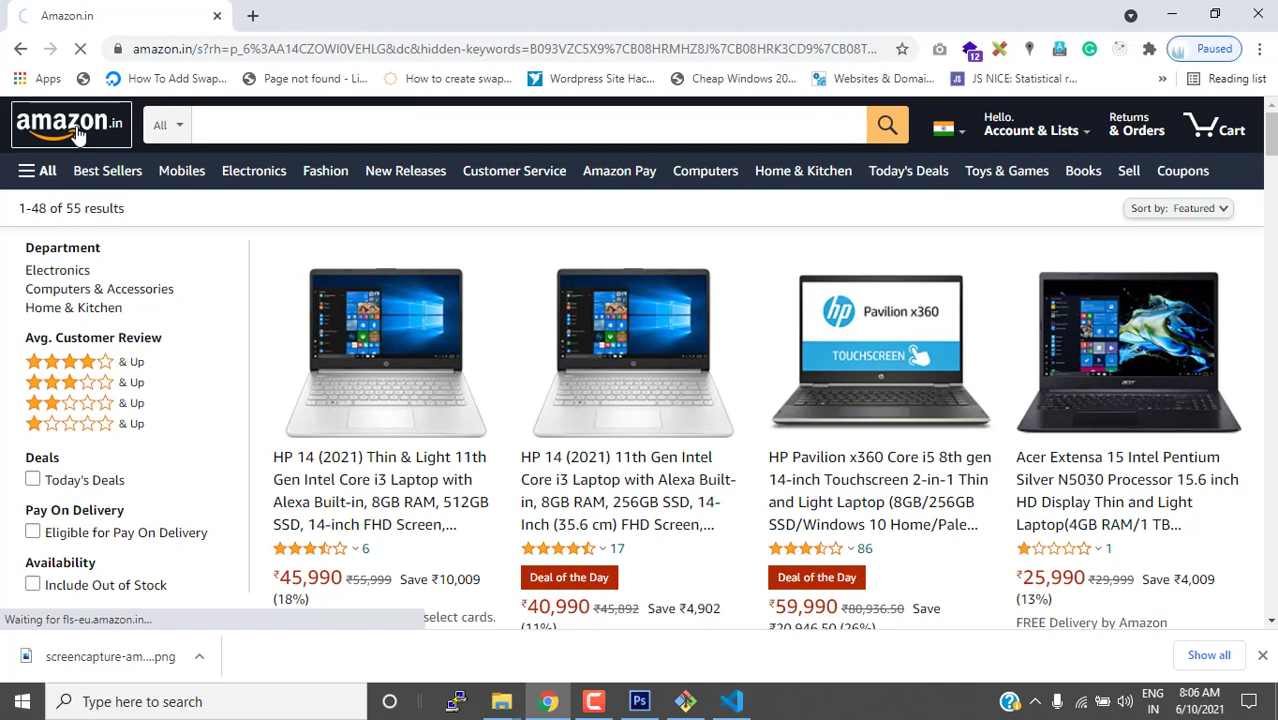 Amazon.in
amazon.in/s?rh=p_6%3AA14CZOWI0VEHLG&dc&hidden-keywords=B093VZC5X9%7CB08HRMHZ8J%7CB08HRK3CD9%7CB08T...
12
Paused
Apps
How To Add Swap...
Page not found - Li...
How to create swap...
Wordpress Site Hac...
Cheap Windows 20...
Websites & Domai...
JS NICE: Statistical r...
»
Reading list
amazon.in
All
Hello.
Account & Lists
Returns
& Orders
Cart
All
Best Sellers
Mobiles
Electronics
Fashion
New Releases
Customer Service
Amazon Pay
Computers
Home & Kitchen
Today's Deals
Toys & Games
Books
Sell
Coupons
1-48 of 55 results
Sort by: Featured
Department
Electronics
Computers & Accessories
Home & Kitchen
Avg. Customer Review
& Up
& Up
& Up
& Up
Deals
Today's Deals
Pay On Delivery
Eligible for Pay On Delivery
Availability
Include Out of Stock
HP 14 (2021) Thin & Light 11th
Gen Intel Core i3 Laptop with
Alexa Built-in, 8GB RAM, 512GB
SSD, 14-inch FHD Screen,...
6
₹45,990 ₹55,999 Save ₹10,009
(18%)
select cards.
HP 14 (2021) 11th Gen Intel
Core i3 Laptop with Alexa Built-
in, 8GB RAM, 256GB SSD, 14-
Inch (35.6 cm) FHD Screen,...
17
Deal of the Day
₹40,990 ₹45,892 Save ₹4,902
(11%)
hp Pavilion x360
TOUCHSCREEN
HP Pavilion x360 Core i5 8th gen
14-inch Touchscreen 2-in-1 Thin
and Light Laptop (8GB/256GB
SSD/Windows 10 Home/Pale...
86
Deal of the Day
₹59,990 ₹80,936.50 Save
₹20,946.50 (26%)
acer
Acer Extensa 15 Intel Pentium
Silver N5030 Processor 15.6 inch
HD Display Thin and Light
Laptop(4GB RAM/1 TB...
1
₹25,990 ₹29,999 Save ₹4,009
(13%)
FREE Delivery by Amazon
Waiting for fls-eu.amazon.in...
screencapture-am....png
Show all
Type here to search
Ps
ENG
IN
8:06 AM
6/10/2021